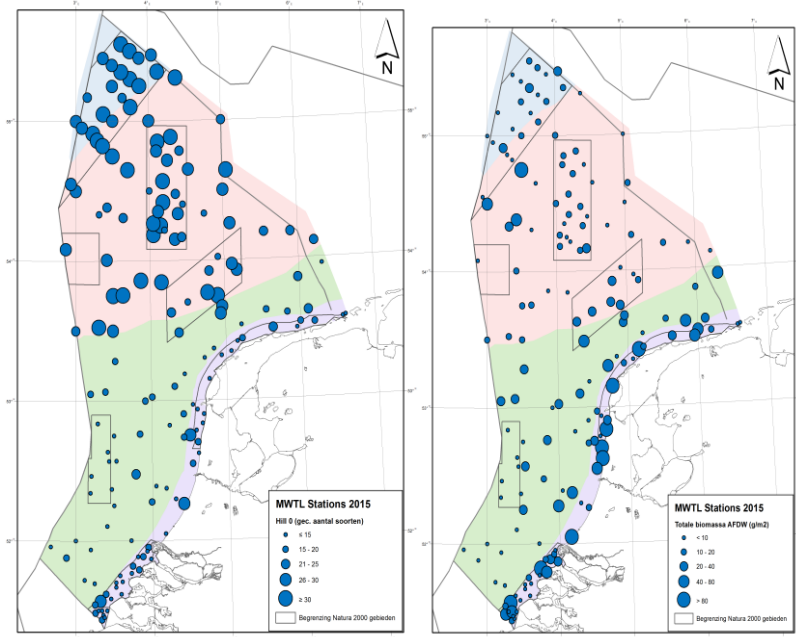 N
MWTL Stations 2015
Hill 0 (gec. aantal soorten)
≤ 15
15 - 20
21 - 25
26 - 30
≥ 30
Begrenzing Natura 2000 gebieden
N
MWTL Stations 2015
Totale biomassa AFDW (g/m2)
< 10
10 - 20
20 - 40
40 - 80
> 80
Begrenzing Natura 2000 gebieden